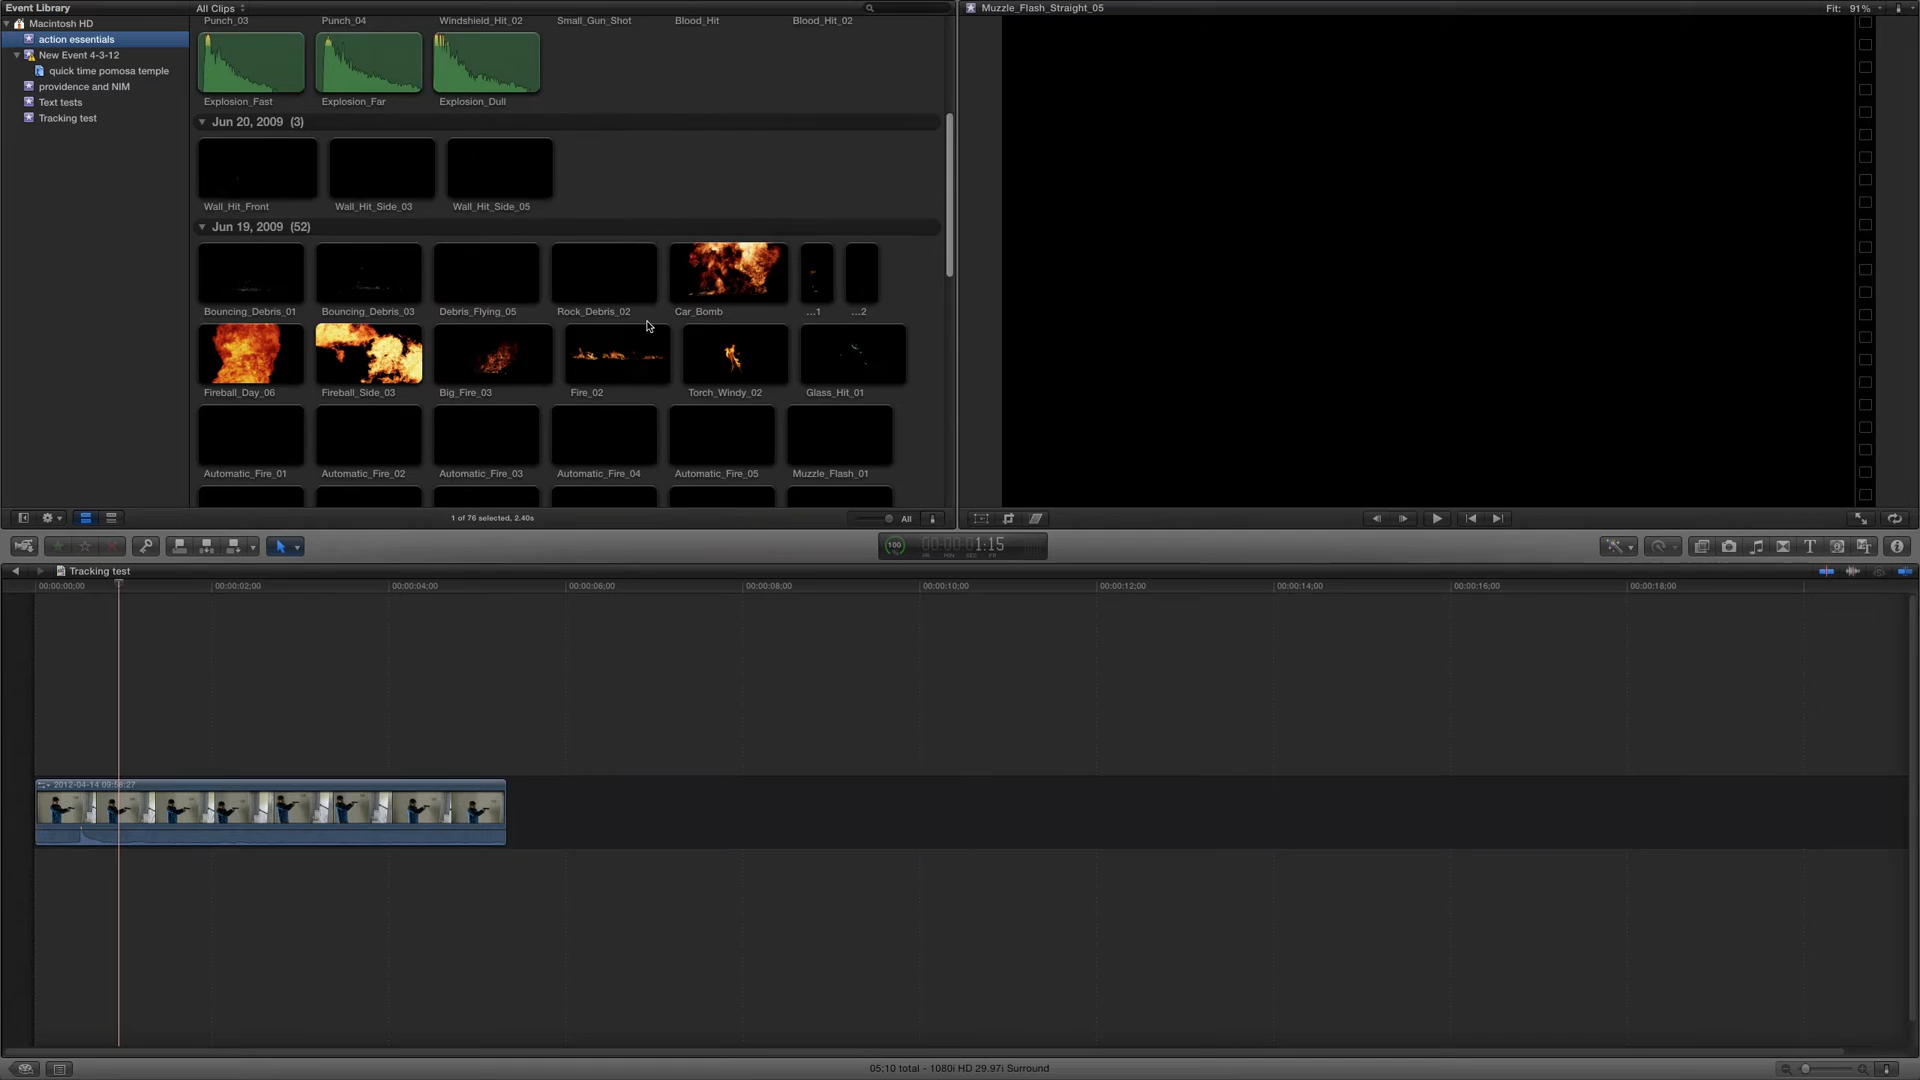 Event Library
All Clips
Muzzle_Flash_Straight_05
Fit: 91%
Macintosh HD
action essentials
New Event 4-3-12
quick time pomosa temple
providence and NIM
Text tests
Tracking test
Punch_03
Punch_04
Windshield_Hit_02
Small_Gun_Shot
Blood_Hit
Blood_Hit_02
Explosion_Fast
Explosion_Far
Explosion_Dull
Jun 20, 2009 (3)
Wall_Hit_Front
Wall_Hit_Side_03
Wall_Hit_Side_05
Jun 19, 2009 (52)
Bouncing_Debris_01
Bouncing_Debris_03
Debris_Flying_05
Rock_Debris_02
Car_Bomb
...1
...2
Fireball_Day_06
Fireball_Side_03
Big_Fire_03
Fire_02
Torch_Windy_02
Glass_Hit_01
Automatic_Fire_01
Automatic_Fire_02
Automatic_Fire_03
Automatic_Fire_04
Automatic_Fire_05
Muzzle_Flash_01
1 of 76 selected, 2.40s
All
100
00:00:01:15
HR MIN SEC FR
Tracking test
00:00:00;00
00:00:02;00
00:00:04;00
00:00:06;00
00:00:08;00
00:00:10;00
00:00:12;00
00:00:14;00
00:00:16;00
00:00:18;00
2012-04-14 09:58:27
05:10 total - 1080i HD 29.97i Surround